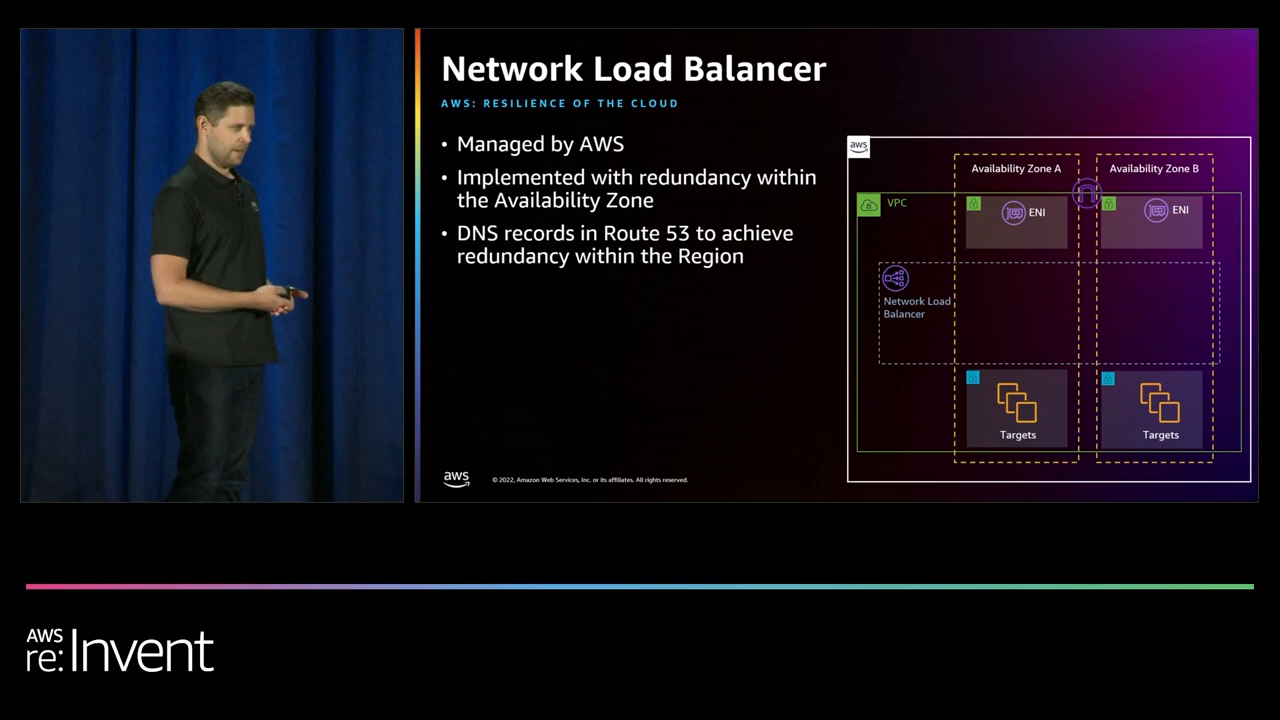 Network Load Balancer
AWS: RESILIENCE OF THE CLOUD
• Managed by AWS
• Implemented with redundancy within
the Availability Zone
• DNS records in Route 53 to achieve
redundancy within the Region
aws
Availability Zone A
Availability Zone B
VPC
ENI
ENI
Network Load
Balancer
Targets
Targets
aws
© 2022, Amazon Web Services, Inc. or its affiliates. All rights reserved.
AWS
re:Invent